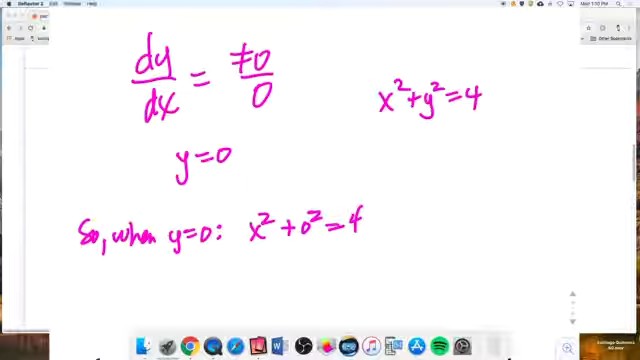 dy/dx = ≠0/0
x² + y² = 4
y = 0
So, when y = 0: x² + 0² = 4